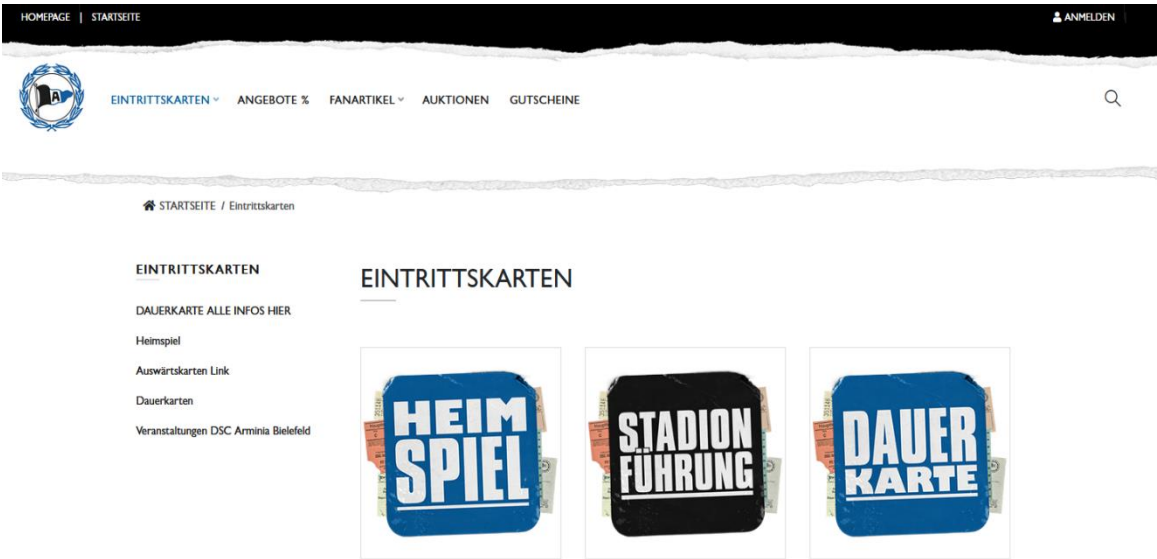 HOMEPAGE | STARTSEITE
ANMELDEN
A
EINTRITTSKARTEN ANGEBOTE % FANARTIKEL AUKTIONEN GUTSCHEINE
STARTSEITE / Eintrittskarten
EINTRITTSKARTEN
DAUERKARTE ALLE INFOS HIER
Heimspiel
Auswärtskarten Link
Dauerkarten
Veranstaltungen DSC Arminia Bielefeld
EINTRITTSKARTEN
HEIM
SPIEL
STADION
FÜHRUNG
DAUER
KARTE